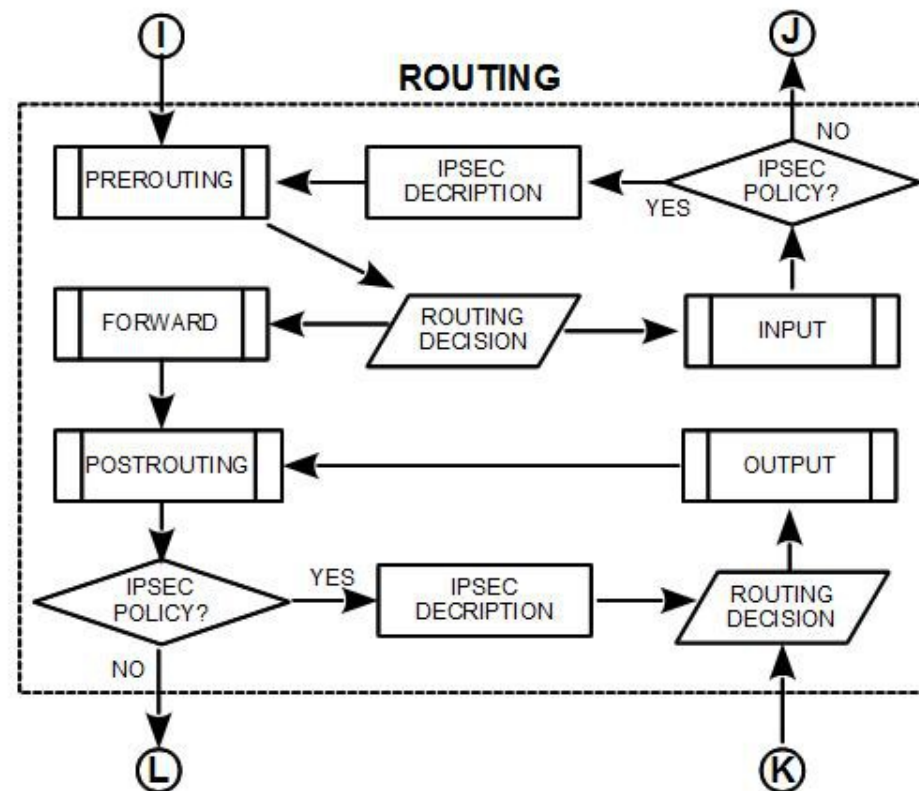 I
J
ROUTING
NO
PREROUTING
IPSEC
DECRIPTION
IPSEC
POLICY?
YES
FORWARD
ROUTING
DECISION
INPUT
POSTROUTING
OUTPUT
IPSEC
POLICY?
YES
IPSEC
DECRIPTION
ROUTING
DECISION
NO
L
K